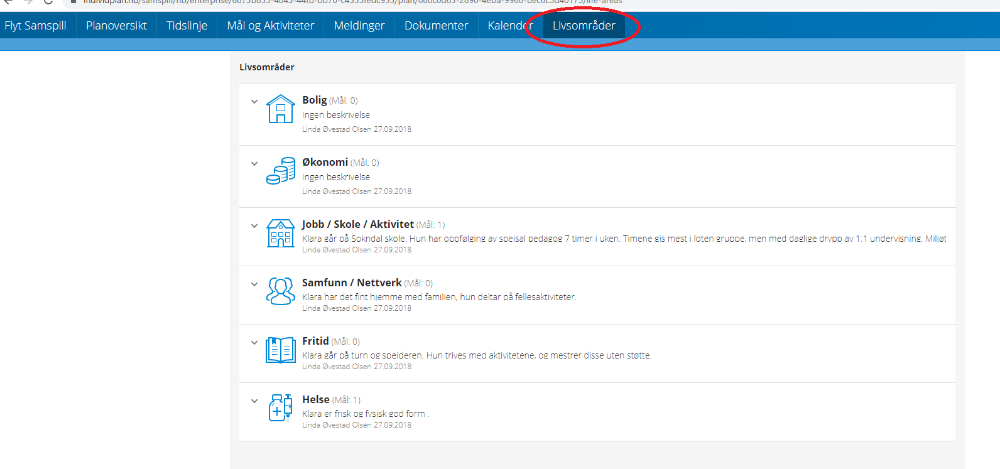 Flyt Samspill Planoversikt Tidslinje Mål og Aktiviteter Meldinger Dokumenter Kalender Livsområder
Livsområder
Bolig (Mål: 0)
Ingen beskrivelse
Linda Øvestad Olsen 27.09.2018
Økonomi (Mål: 0)
Ingen beskrivelse
Linda Øvestad Olsen 27.09.2018
Jobb / Skole / Aktivitet (Mål: 1)
Klara går på Sokndal skole. Hun har oppfølging av speisal pedagog 7 timer i uken. Timene gis mest i loten gruppe, men med daglige drypp av 1:1 undervisning. Miljøt
Linda Øvestad Olsen 27.09.2018
Samfunn / Nettverk (Mål: 0)
Klara har det fint hjemme med familien, hun deltar på fellesaktiviteter.
Linda Øvestad Olsen 27.09.2018
Fritid (Mål: 0)
Klara går på turn og speideren. Hun trives med aktivitetene, og mestrer disse uten støtte.
Linda Øvestad Olsen 27.09.2018
Helse (Mål: 1)
Klara er frisk og fysisk god form .
Linda Øvestad Olsen 27.09.2018